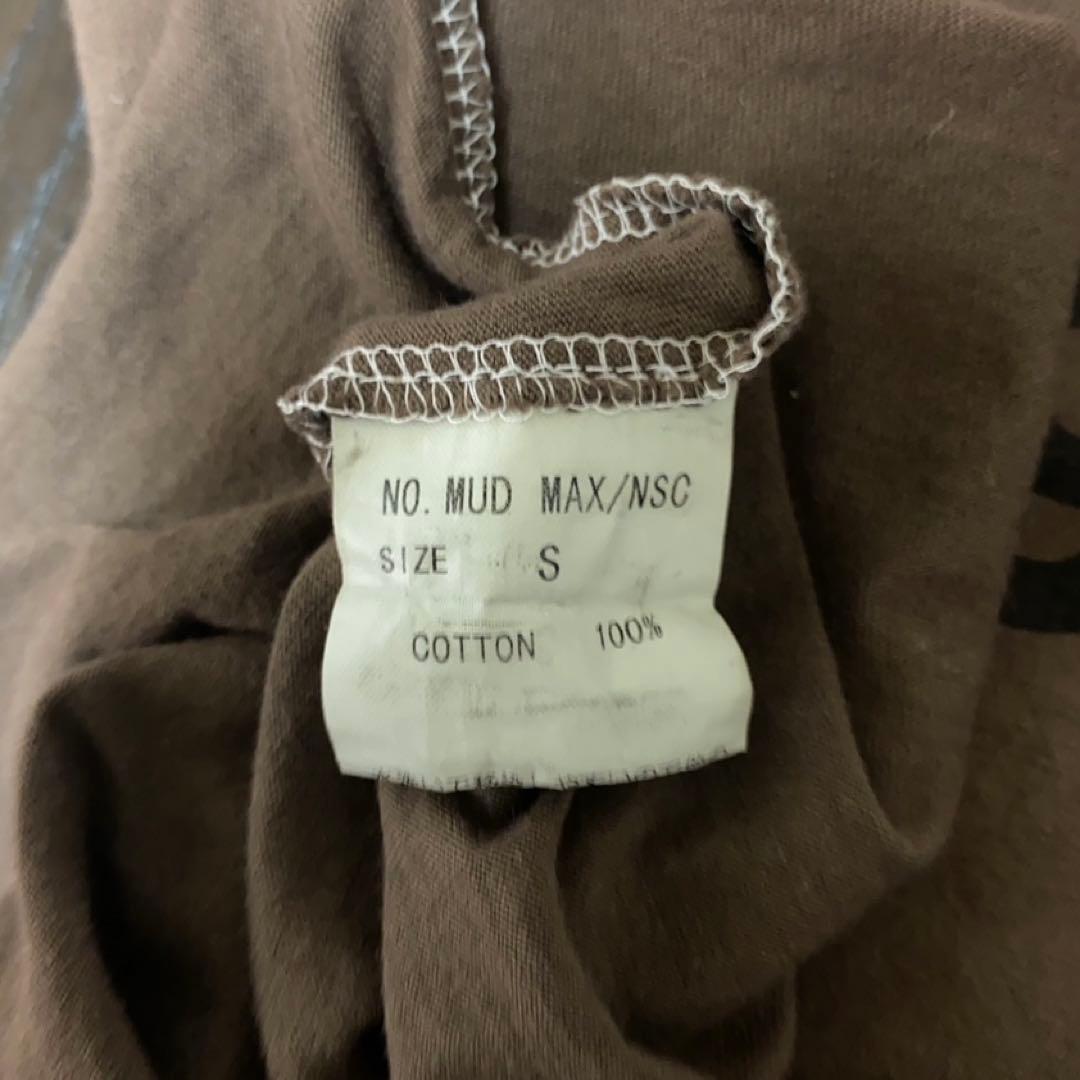 NO. MUD MAX/NSC
SIZE S
COTTON 100%